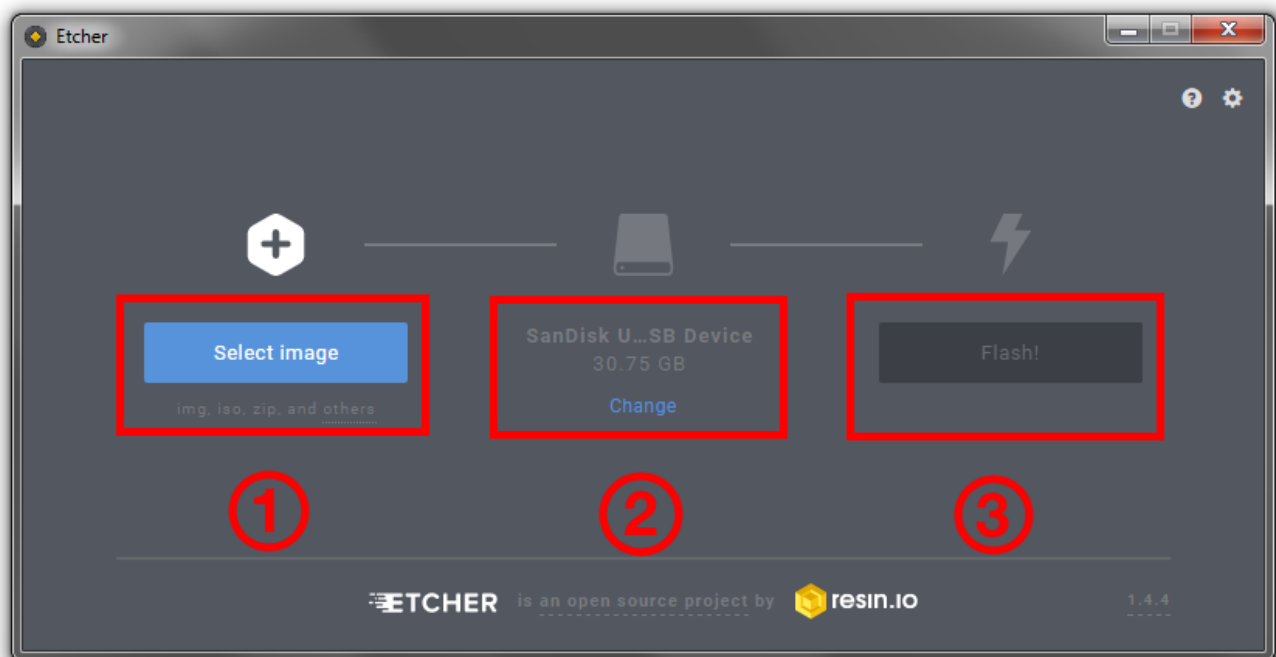 Etcher
Select image
img, iso, zip, and others
SanDisk U...SB Device
30.75 GB
Change
Flash!
①
②
③
ETCHER is an open source project by resin.io
1.4.4